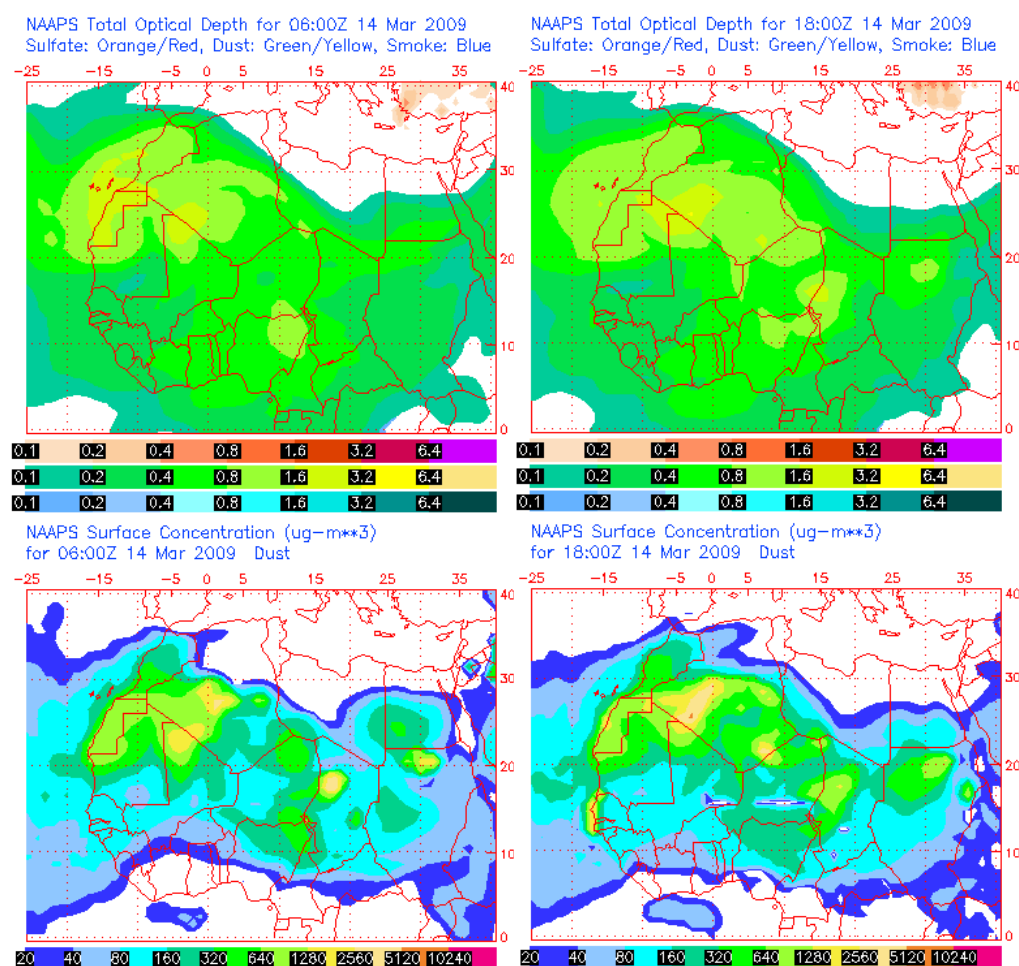 NAAPS Total Optical Depth for 06:00Z 14 Mar 2009
Sulfate: Orange/Red, Dust: Green/Yellow, Smoke: Blue
-25 -15 -5 0 5 15 25 35
40
30
20
10
0
NAAPS Total Optical Depth for 18:00Z 14 Mar 2009
Sulfate: Orange/Red, Dust: Green/Yellow, Smoke: Blue
-25 -15 -5 0 5 15 25 35
40
30
20
10
0
0.1 0.2 0.4 0.8 1.6 3.2 6.4
0.1 0.2 0.4 0.8 1.6 3.2 6.4
0.1 0.2 0.4 0.8 1.6 3.2 6.4
0.1 0.2 0.4 0.8 1.6 3.2 6.4
0.1 0.2 0.4 0.8 1.6 3.2 6.4
0.1 0.2 0.4 0.8 1.6 3.2 6.4
NAAPS Surface Concentration (ug-m**3)
for 06:00Z 14 Mar 2009 Dust
-25 -15 -5 0 5 15 25 35
40
30
20
10
0
20 40 80 160 320 640 1280 2560 5120 10240
NAAPS Surface Concentration (ug-m**3)
for 18:00Z 14 Mar 2009 Dust
-25 -15 -5 0 5 15 25 35
40
30
20
10
0
20 40 80 160 320 640 1280 2560 5120 10240